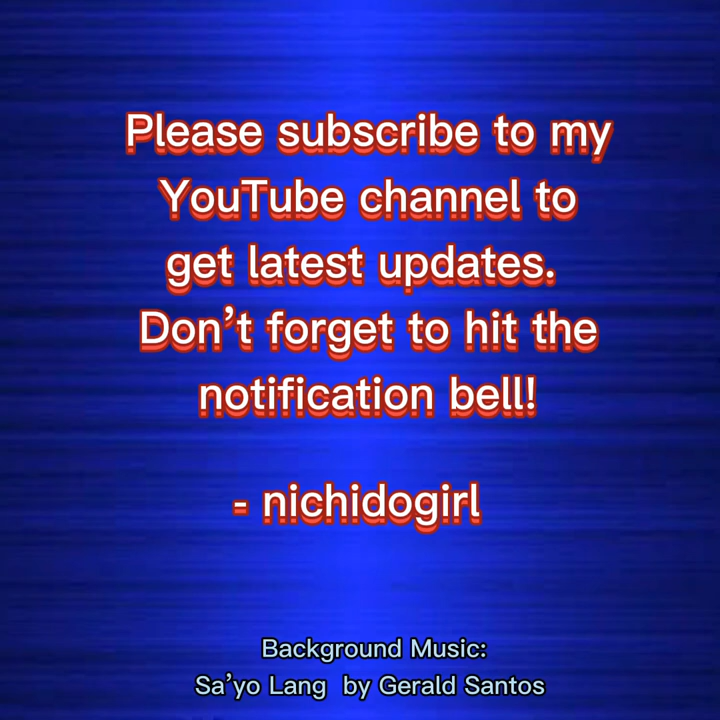 Please subscribe to my
YouTube channel to
get latest updates.
Don’t forget to hit the
notification bell!
- nichidogirl
Background Music:
Sa’yo Lang by Gerald Santos